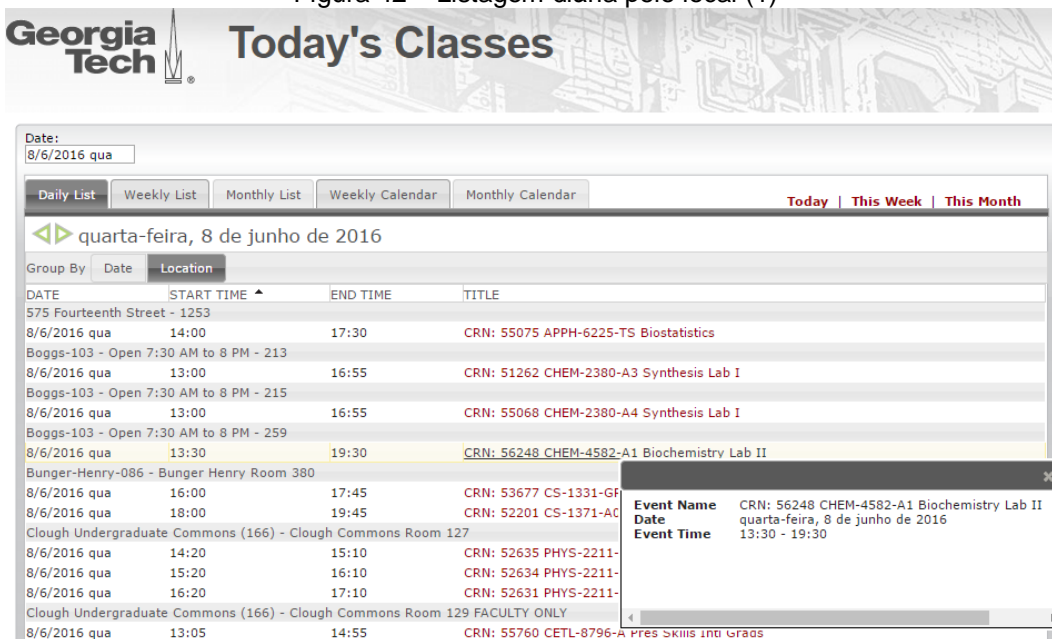 Figura 42 – Listagem diária pelo local (1)
Georgia Tech ® Today's Classes
Date:
8/6/2016 qua
Daily List Weekly List Monthly List Weekly Calendar Monthly Calendar Today | This Week | This Month
quarta-feira, 8 de junho de 2016
Group By Date Location
DATE START TIME END TIME TITLE
575 Fourteenth Street - 1253
8/6/2016 qua 14:00 17:30 CRN: 55075 APPH-6225-TS Biostatistics
Boggs-103 - Open 7:30 AM to 8 PM - 213
8/6/2016 qua 13:00 16:55 CRN: 51262 CHEM-2380-A3 Synthesis Lab I
Boggs-103 - Open 7:30 AM to 8 PM - 215
8/6/2016 qua 13:00 16:55 CRN: 55068 CHEM-2380-A4 Synthesis Lab I
Boggs-103 - Open 7:30 AM to 8 PM - 259
8/6/2016 qua 13:30 19:30 CRN: 56248 CHEM-4582-A1 Biochemistry Lab II
Bunger-Henry-086 - Bunger Henry Room 380
8/6/2016 qua 16:00 17:45 CRN: 53677 CS-1331-GR
8/6/2016 qua 18:00 19:45 CRN: 52201 CS-1371-A0
Clough Undergraduate Commons (166) - Clough Commons Room 127
8/6/2016 qua 14:20 15:10 CRN: 52635 PHYS-2211-
8/6/2016 qua 15:20 16:10 CRN: 52634 PHYS-2211-
8/6/2016 qua 16:20 17:10 CRN: 52631 PHYS-2211-
Clough Undergraduate Commons (166) - Clough Commons Room 129 FACULTY ONLY
8/6/2016 qua 13:05 14:55 CRN: 55760 CETL-8796-A Pres Skills Intl Grads
Event Name CRN: 56248 CHEM-4582-A1 Biochemistry Lab II
Date quarta-feira, 8 de junho de 2016
Event Time 13:30 - 19:30